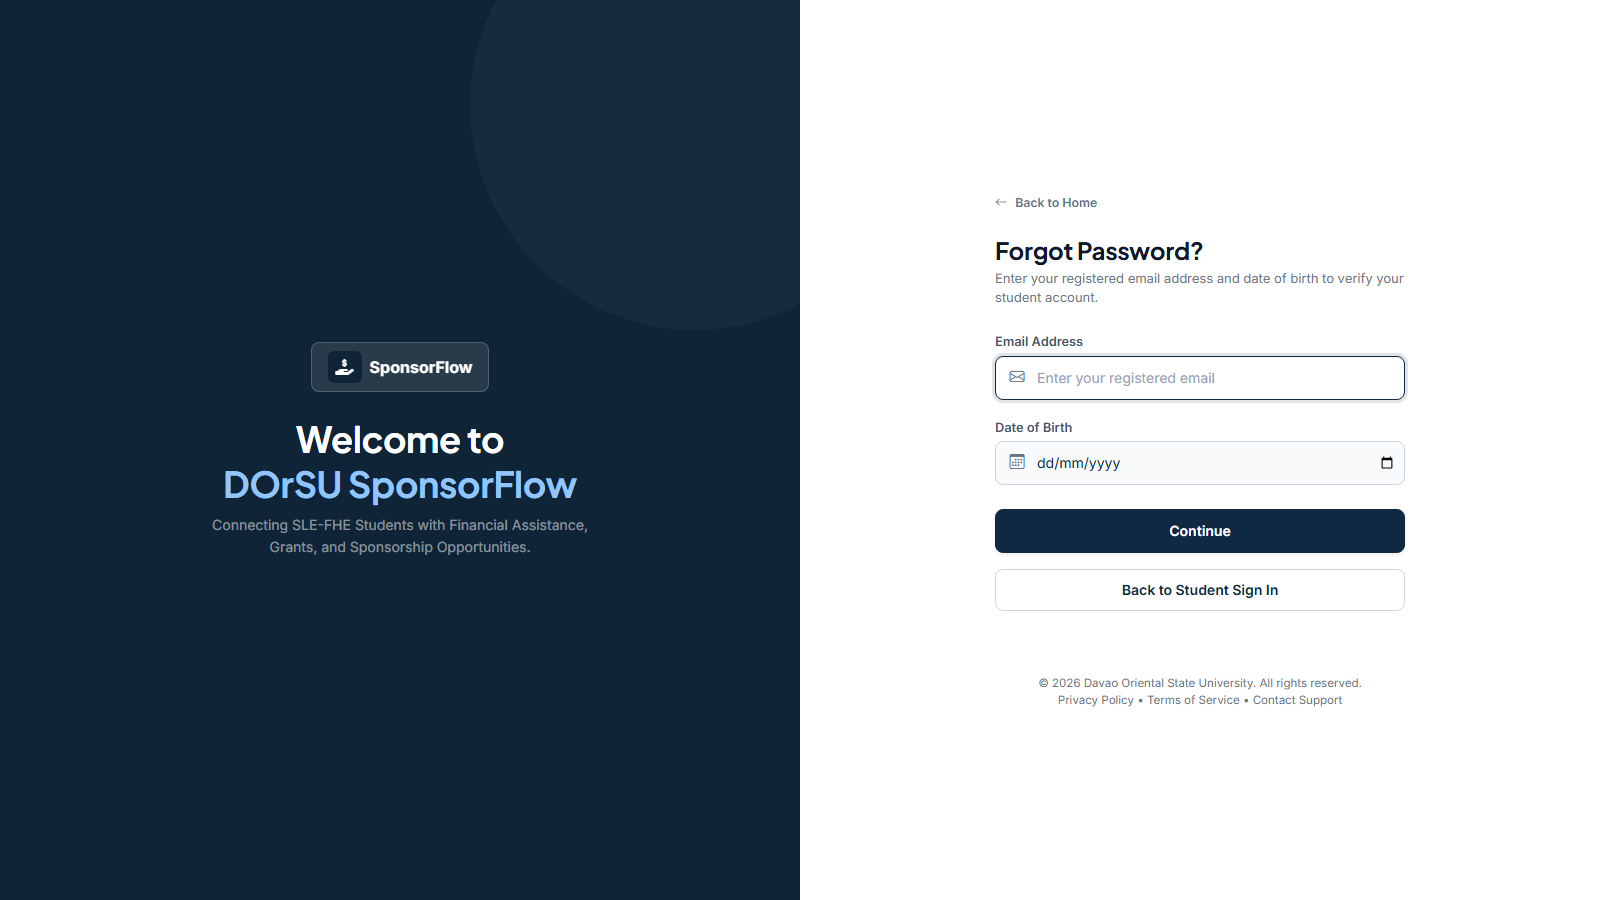 SponsorFlow
Welcome to
DOrSU SponsorFlow
Connecting SLE-FHE Students with Financial Assistance,
Grants, and Sponsorship Opportunities.
Back to Home
Forgot Password?
Enter your registered email address and date of birth to verify your
student account.
Email Address
Enter your registered email
Date of Birth
dd/mm/yyyy
Continue
Back to Student Sign In
© 2026 Davao Oriental State University. All rights reserved.
Privacy Policy • Terms of Service • Contact Support